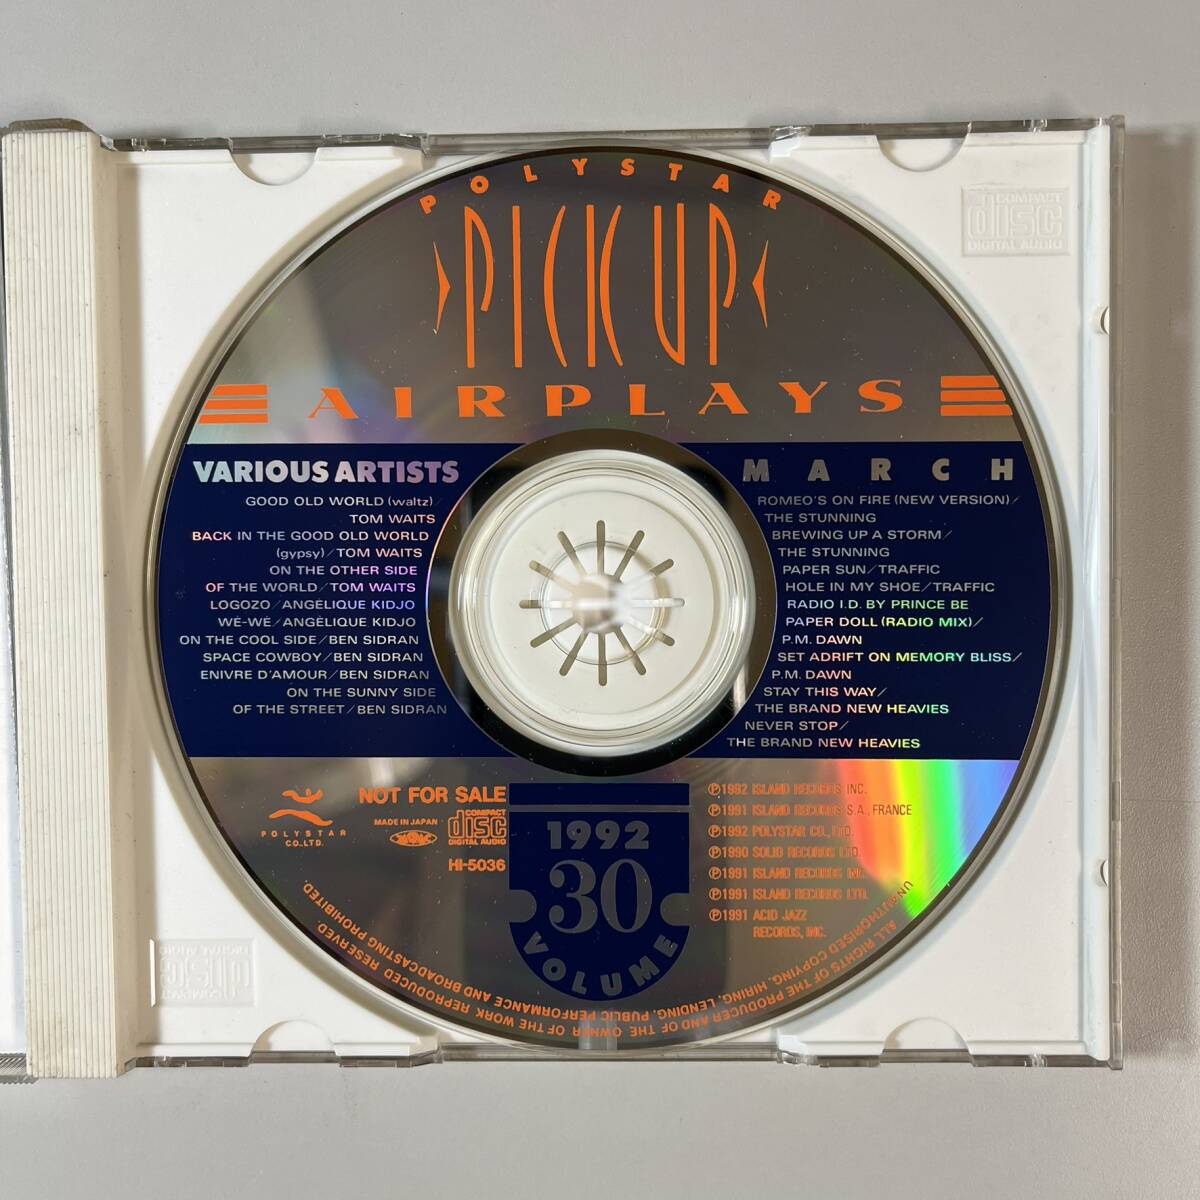 POLYSTAR
PICK UP
AIRPLAYS
VARIOUS ARTISTS
GOOD OLD WORLD (waltz)/
TOM WAITS
BACK IN THE GOOD OLD WORLD
(gypsy)/TOM WAITS
ON THE OTHER SIDE
OF THE WORLD/TOM WAITS
LOGOZO/ANGÉLIQUE KIDJO
WÉ-WÉ/ANGÉLIQUE KIDJO
ON THE COOL SIDE/BEN SIDRAN
SPACE COWBOY/BEN SIDRAN
ENIVRE D'AMOUR/BEN SIDRAN
ON THE SUNNY SIDE
OF THE STREET/BEN SIDRAN
MARCH
ROMEO'S ON FIRE (NEW VERSION)/
THE STUNNING
BREWING UP A STORM/
THE STUNNING
PAPER SUN/TRAFFIC
HOLE IN MY SHOE/TRAFFIC
RADIO I.D. BY PRINCE BE
PAPER DOLL (RADIO MIX)/
P.M. DAWN
SET ADRIFT ON MEMORY BLISS/
P.M. DAWN
STAY THIS WAY/
THE BRAND NEW HEAVIES
NEVER STOP/
THE BRAND NEW HEAVIES
POLYSTAR
CO., LTD.
NOT FOR SALE
MADE IN JAPAN
COMPACT
disc
DIGITAL AUDIO
HI-5036
1992
30
VOLUME
℗1992 ISLAND RECORDS INC.
℗1991 ISLAND RECORDS S.A., FRANCE
℗1992 POLYSTAR CO., LTD.
℗1990 SOLID RECORDS LTD.
℗1991 ISLAND RECORDS INC.
℗1991 ISLAND RECORDS LTD.
℗1991 ACID JAZZ
RECORDS, INC.
ALL RIGHTS OF THE PRODUCER AND OF THE OWNER OF THE WORK REPRODUCED RESERVED.
UNAUTHORISED COPYING, HIRING, LENDING, PUBLIC PERFORMANCE AND BROADCASTING PROHIBITED.
COMPACT
disc
DIGITAL AUDIO
COMPACT
disc
DIGITAL AUDIO